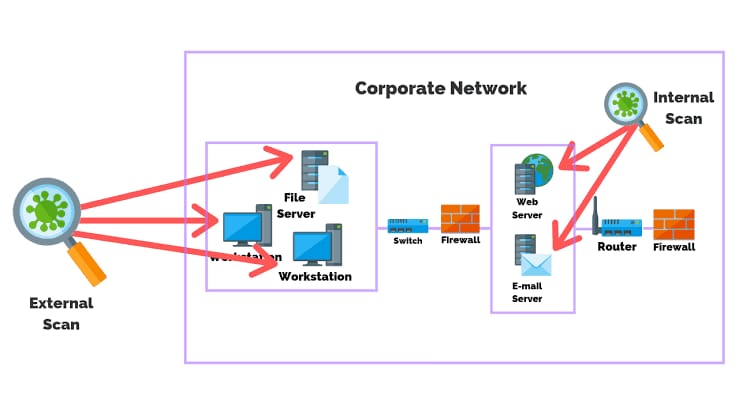 Corporate Network
Internal
Scan
File
Server
Web
Server
Workstation
Workstation
Switch
Firewall
Router
Firewall
E-mail
Server
External
Scan